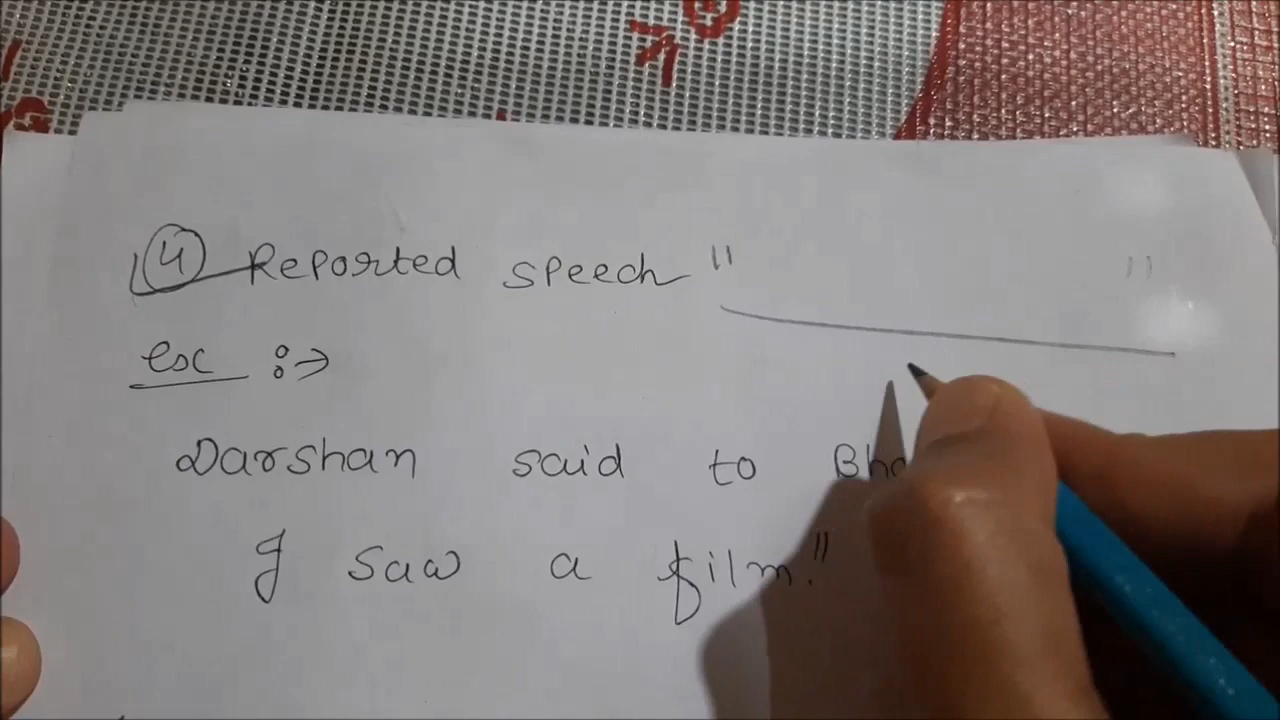 4 Reported speech "          "
esc :→
Darshan said to
I saw a film."